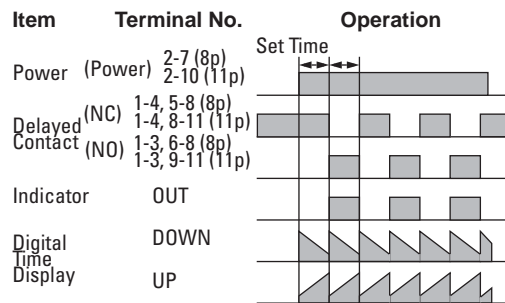 Item Terminal No. Operation
Set Time
Power (Power) 2-7 (8p)
2-10 (11p)
Delayed
Contact
(NC) 1-4, 5-8 (8p)
1-4, 8-11 (11p)
(NO) 1-3, 6-8 (8p)
1-3, 9-11 (11p)
Indicator OUT
Digital
Time
Display
DOWN
UP